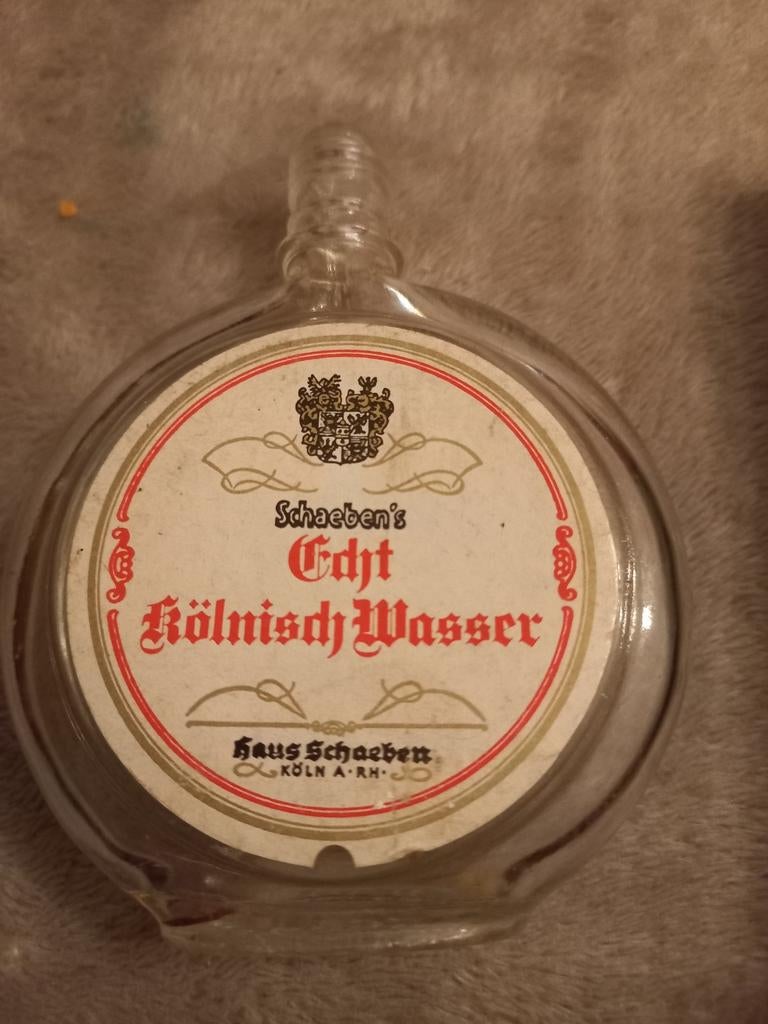 Schaeben's
Echt
Kölnisch Wasser
Haus Schaeben
KÖLN A·RH·